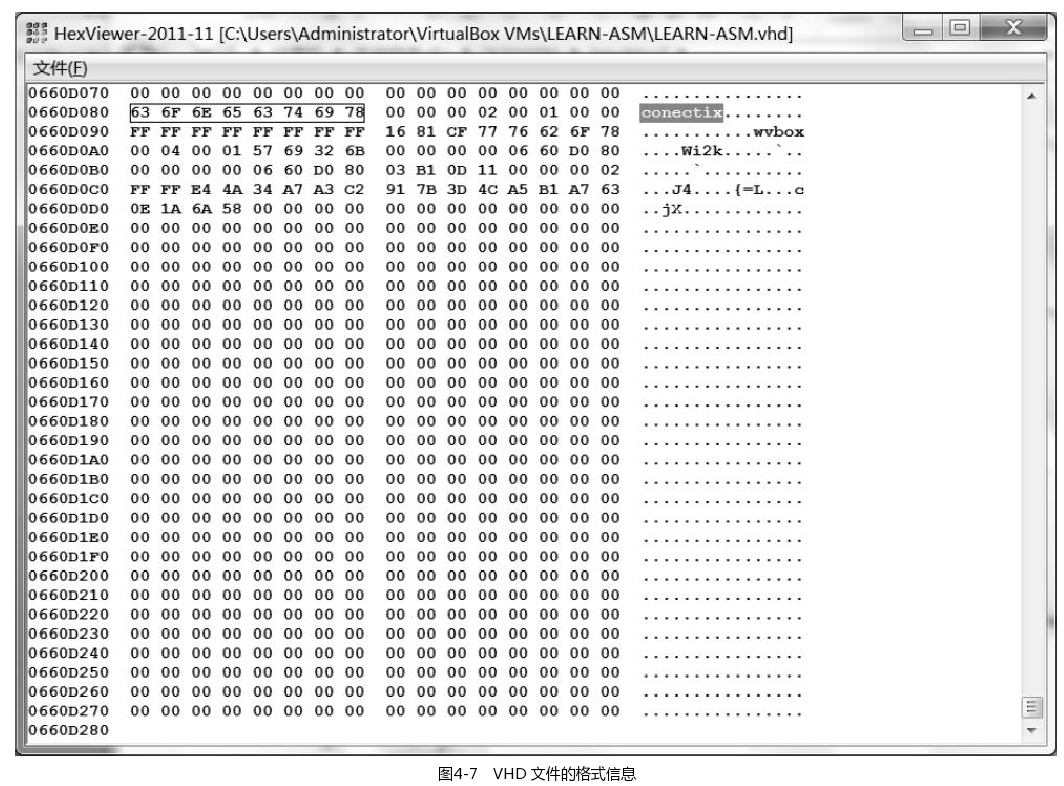 HexViewer-2011-11 [C:\Users\Administrator\VirtualBox VMs\LEARN-ASM\LEARN-ASM.vhd]
文件(F)
0660D070 00 00 00 00 00 00 00 00 00 00 00 00 00 00 00 00 ................
0660D080 63 6F 6E 65 63 74 69 78 00 00 00 02 00 01 00 00 conectix........
0660D090 FF FF FF FF FF FF FF FF 16 81 CF 77 76 62 6F 78 ...........wvbox
0660D0A0 00 04 00 01 57 69 32 6B 00 00 00 00 06 60 D0 80 ....Wi2k.....`..
0660D0B0 00 00 00 00 06 60 D0 80 03 B1 0D 11 00 00 00 02 .....`..........
0660D0C0 FF FF E4 4A 34 A7 A3 C2 91 7B 3D 4C A5 B1 A7 63 ...J4....{=L...c
0660D0D0 0E 1A 6A 58 00 00 00 00 00 00 00 00 00 00 00 00 ..jX............
0660D0E0 00 00 00 00 00 00 00 00 00 00 00 00 00 00 00 00 ................
0660D0F0 00 00 00 00 00 00 00 00 00 00 00 00 00 00 00 00 ................
0660D100 00 00 00 00 00 00 00 00 00 00 00 00 00 00 00 00 ................
0660D110 00 00 00 00 00 00 00 00 00 00 00 00 00 00 00 00 ................
0660D120 00 00 00 00 00 00 00 00 00 00 00 00 00 00 00 00 ................
0660D130 00 00 00 00 00 00 00 00 00 00 00 00 00 00 00 00 ................
0660D140 00 00 00 00 00 00 00 00 00 00 00 00 00 00 00 00 ................
0660D150 00 00 00 00 00 00 00 00 00 00 00 00 00 00 00 00 ................
0660D160 00 00 00 00 00 00 00 00 00 00 00 00 00 00 00 00 ................
0660D170 00 00 00 00 00 00 00 00 00 00 00 00 00 00 00 00 ................
0660D180 00 00 00 00 00 00 00 00 00 00 00 00 00 00 00 00 ................
0660D190 00 00 00 00 00 00 00 00 00 00 00 00 00 00 00 00 ................
0660D1A0 00 00 00 00 00 00 00 00 00 00 00 00 00 00 00 00 ................
0660D1B0 00 00 00 00 00 00 00 00 00 00 00 00 00 00 00 00 ................
0660D1C0 00 00 00 00 00 00 00 00 00 00 00 00 00 00 00 00 ................
0660D1D0 00 00 00 00 00 00 00 00 00 00 00 00 00 00 00 00 ................
0660D1E0 00 00 00 00 00 00 00 00 00 00 00 00 00 00 00 00 ................
0660D1F0 00 00 00 00 00 00 00 00 00 00 00 00 00 00 00 00 ................
0660D200 00 00 00 00 00 00 00 00 00 00 00 00 00 00 00 00 ................
0660D210 00 00 00 00 00 00 00 00 00 00 00 00 00 00 00 00 ................
0660D220 00 00 00 00 00 00 00 00 00 00 00 00 00 00 00 00 ................
0660D230 00 00 00 00 00 00 00 00 00 00 00 00 00 00 00 00 ................
0660D240 00 00 00 00 00 00 00 00 00 00 00 00 00 00 00 00 ................
0660D250 00 00 00 00 00 00 00 00 00 00 00 00 00 00 00 00 ................
0660D260 00 00 00 00 00 00 00 00 00 00 00 00 00 00 00 00 ................
0660D270 00 00 00 00 00 00 00 00 00 00 00 00 00 00 00 00 ................
0660D280
图4-7 VHD 文件的格式信息